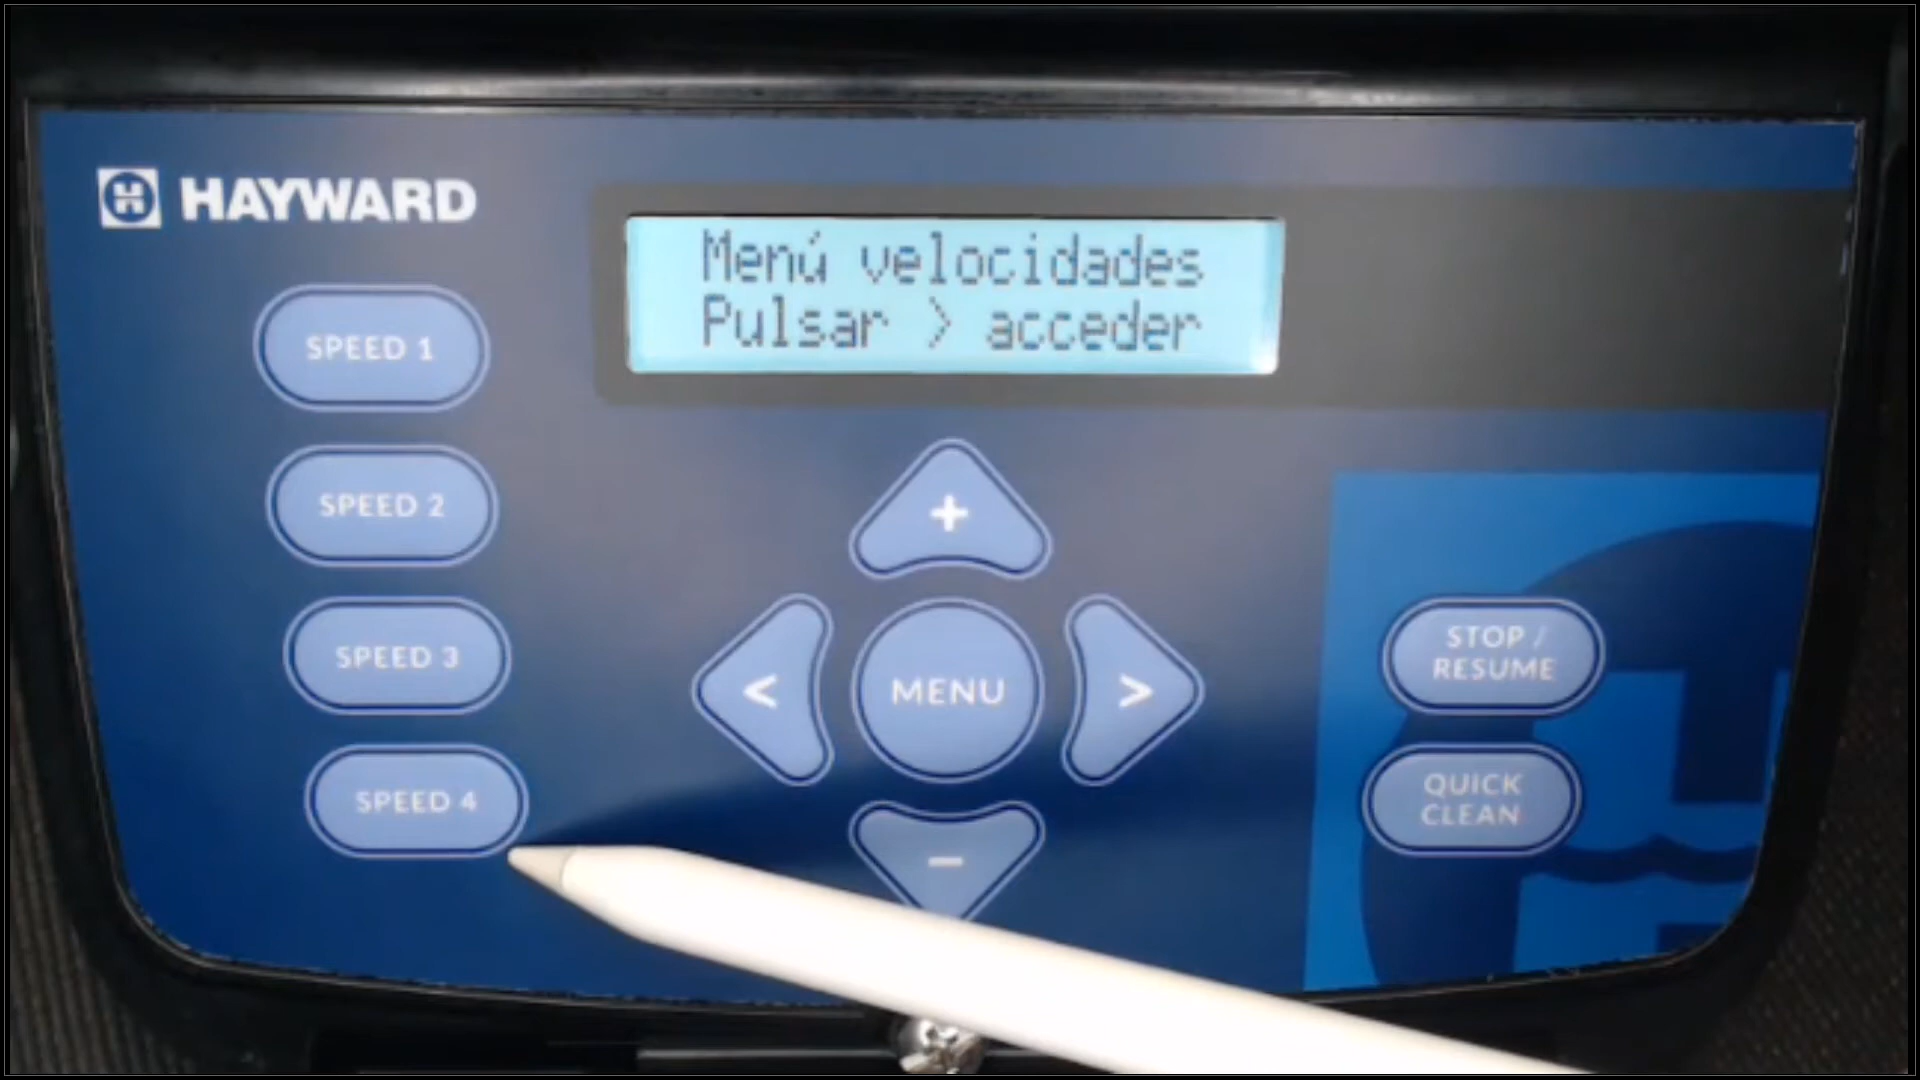 HAYWARD
Menú velocidades
Pulsar > acceder
SPEED 1
SPEED 2
SPEED 3
SPEED 4
+
<
MENU
>
−
STOP /
RESUME
QUICK
CLEAN